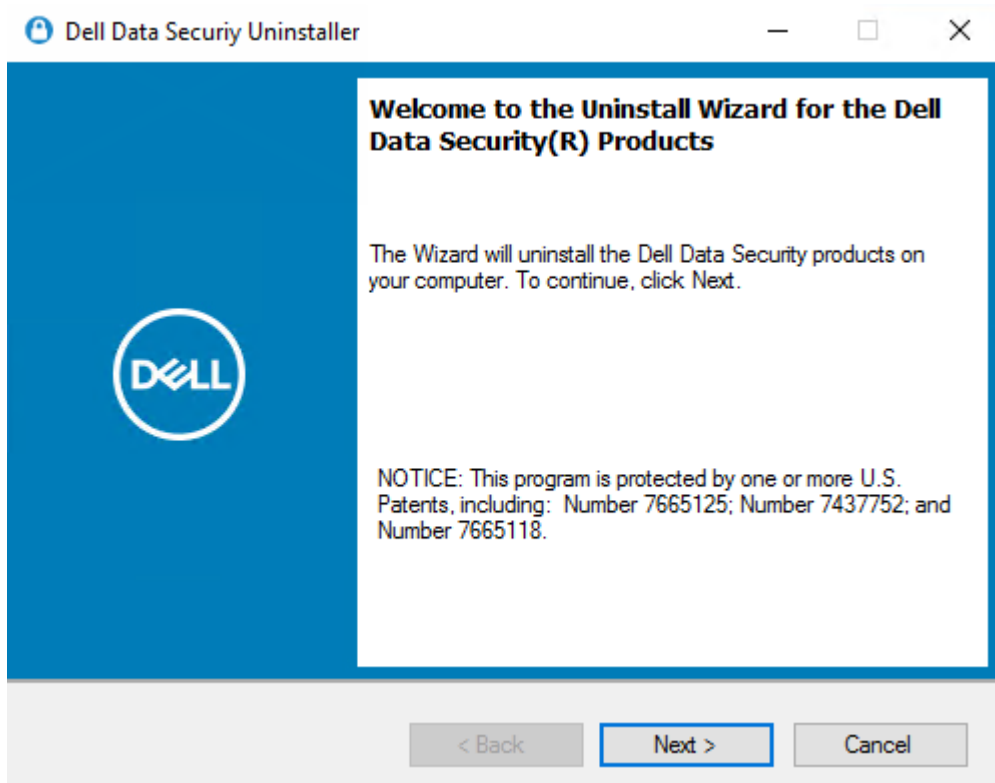 Dell Data Securiy Uninstaller
Welcome to the Uninstall Wizard for the Dell
Data Security(R) Products
The Wizard will uninstall the Dell Data Security products on
your computer. To continue, click Next.
DELL
NOTICE: This program is protected by one or more U.S.
Patents, including:  Number 7665125; Number 7437752; and
Number 7665118.
< Back
Next >
Cancel